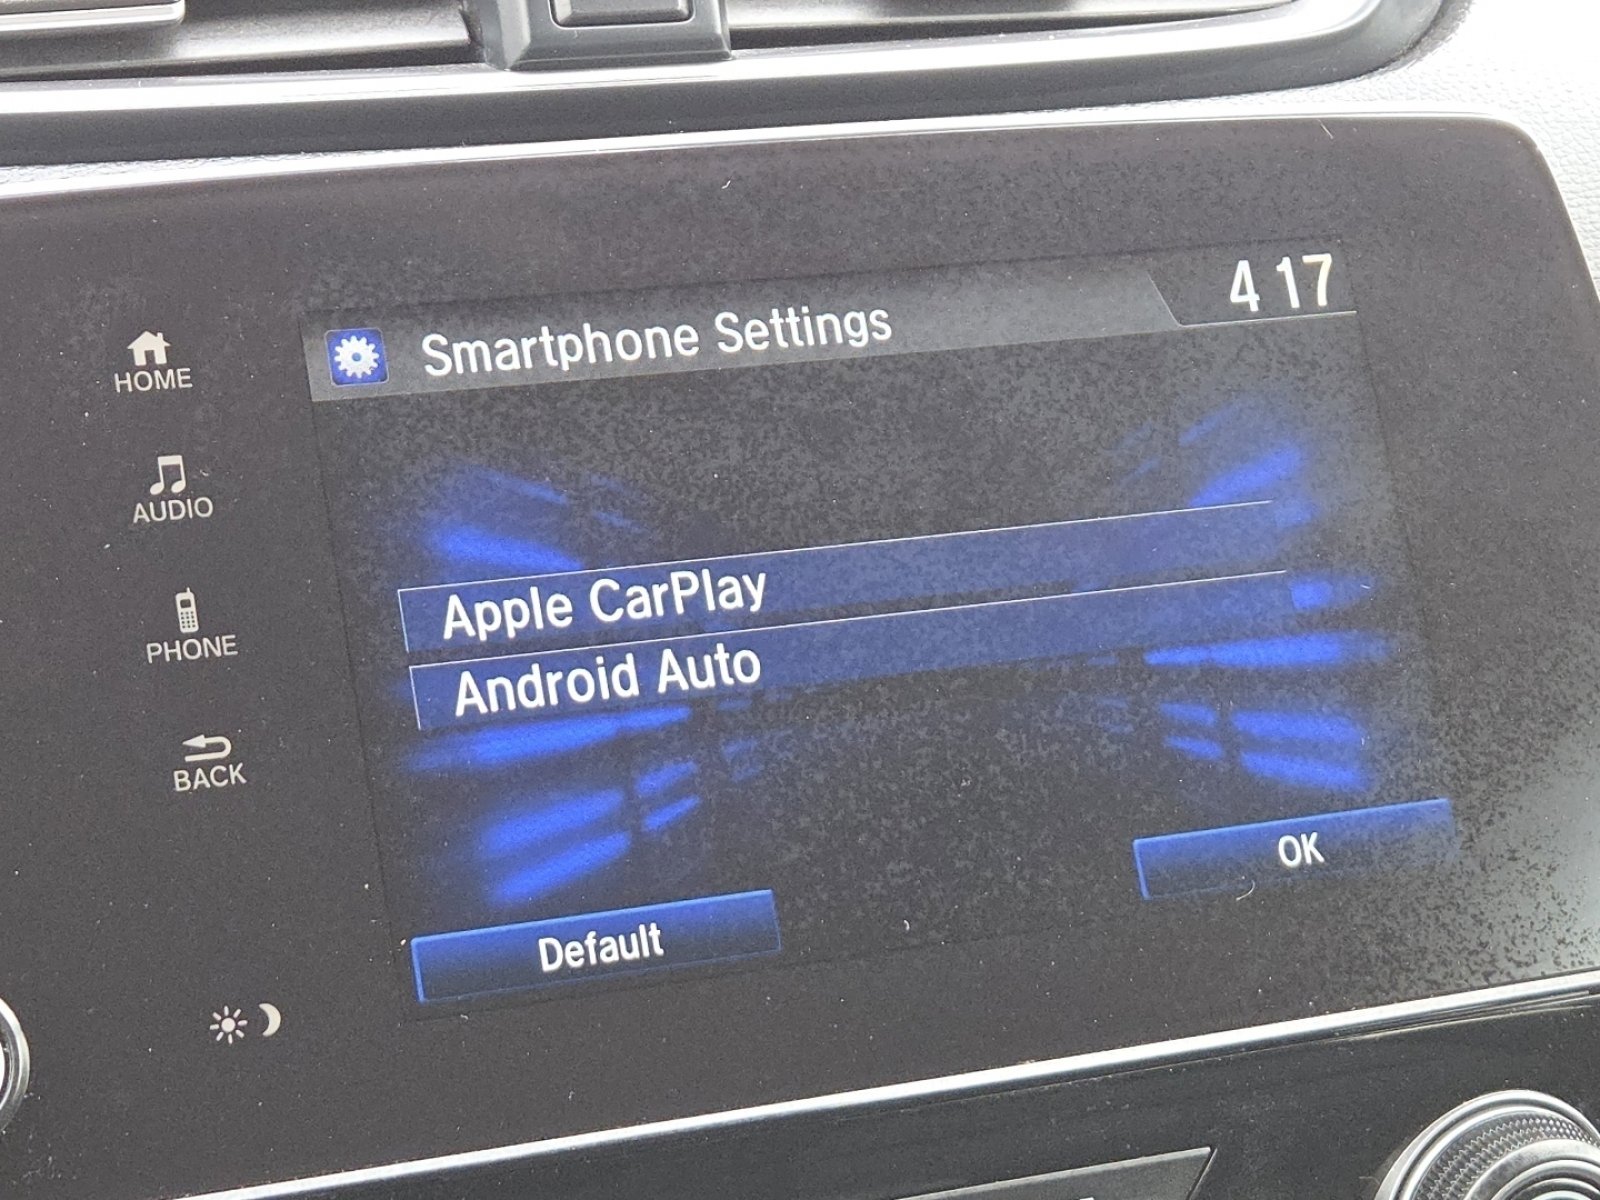 Smartphone Settings
4 17
HOME
AUDIO
PHONE
BACK
Apple CarPlay
Android Auto
Default
OK